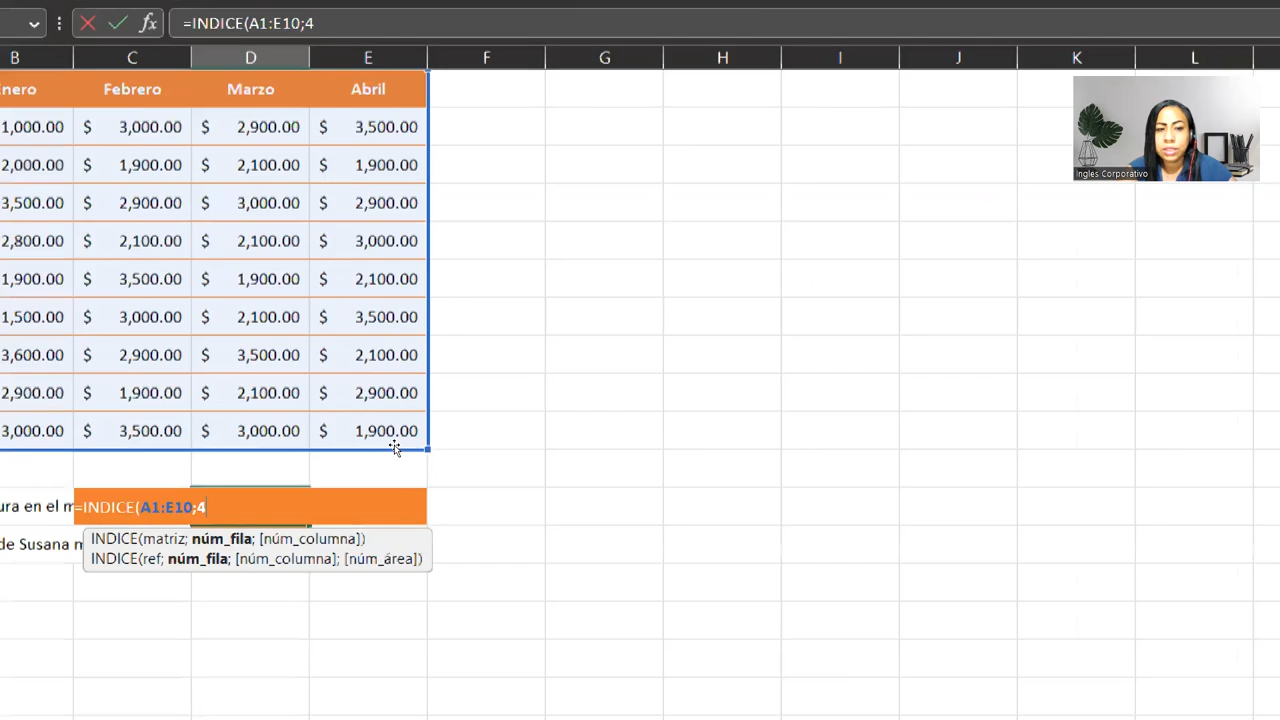 =INDICE(A1:E10;4
B C D E F G H I J K L
Enero Febrero Marzo Abril
1,000.00 $ 3,000.00 $ 2,900.00 $ 3,500.00
2,000.00 $ 1,900.00 $ 2,100.00 $ 1,900.00
3,500.00 $ 2,900.00 $ 3,000.00 $ 2,900.00
2,800.00 $ 2,100.00 $ 2,100.00 $ 3,000.00
1,900.00 $ 3,500.00 $ 1,900.00 $ 2,100.00
1,500.00 $ 3,000.00 $ 2,100.00 $ 3,500.00
3,600.00 $ 2,900.00 $ 3,500.00 $ 2,100.00
2,900.00 $ 1,900.00 $ 2,100.00 $ 2,900.00
3,000.00 $ 3,500.00 $ 3,000.00 $ 1,900.00
Ingles Corporativo
ura en el m =INDICE(A1:E10;4
de Susana m
INDICE(matriz; núm_fila; [núm_columna])
INDICE(ref; núm_fila; [núm_columna]; [núm_área])